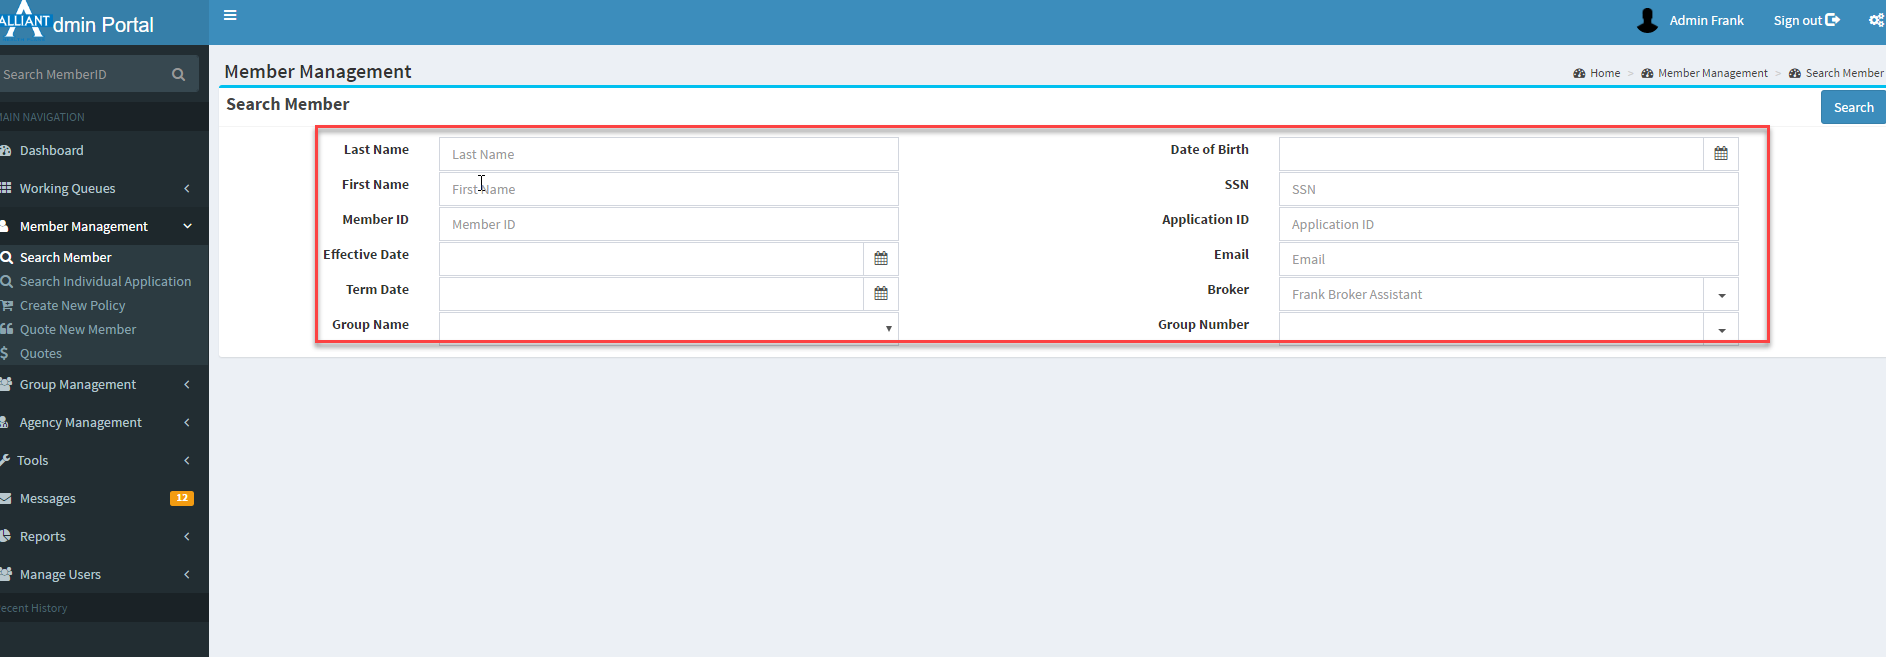 ALLIANT
dmin Portal
Admin Frank
Sign out
Search MemberID
Member Management
Home > Member Management > Search Member
Search Member
Search
AIN NAVIGATION
Dashboard
Working Queues
Member Management
Search Member
Search Individual Application
Create New Policy
Quote New Member
Quotes
Group Management
Agency Management
Tools
Messages 12
Reports
Manage Users
ecent History
Last Name Last Name
First Name First Name
Member ID Member ID
Effective Date
Term Date
Group Name
Date of Birth
SSN SSN
Application ID Application ID
Email Email
Broker Frank Broker Assistant
Group Number